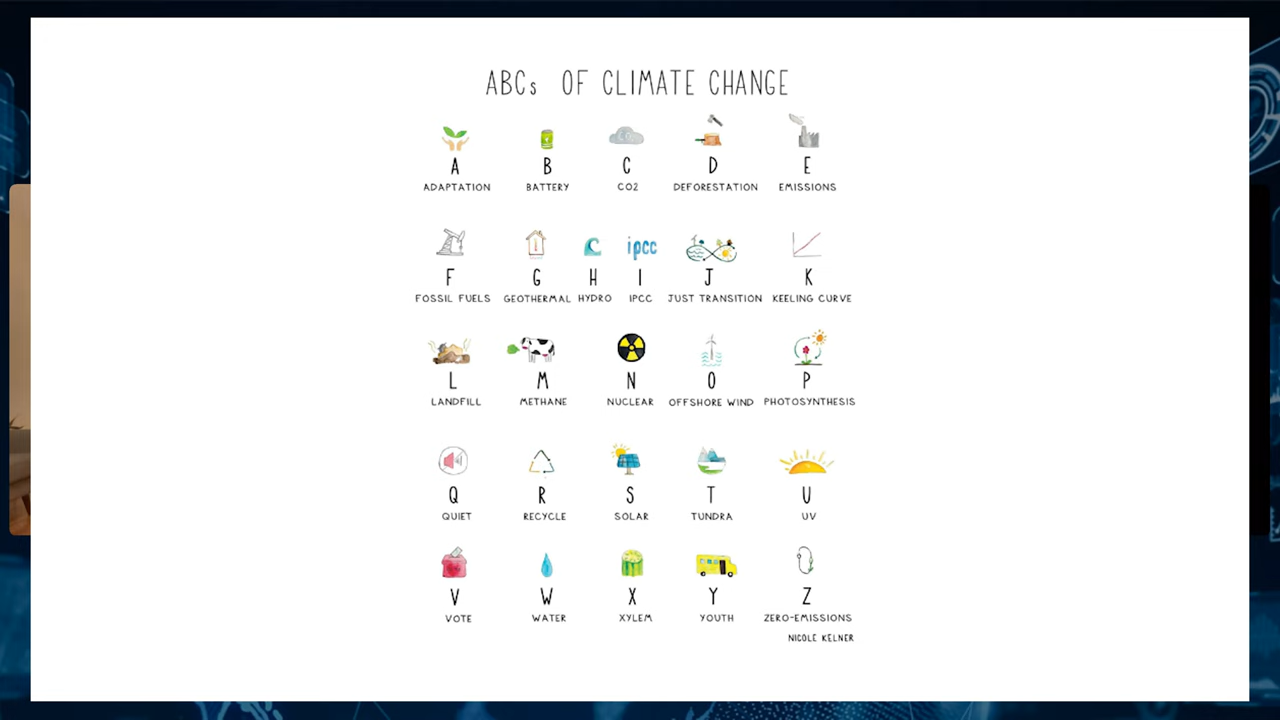 ABCs OF CLIMATE CHANGE
A B C D E
ADAPTATION BATTERY CO2 DEFORESTATION EMISSIONS
ipcc
F G H I J K
FOSSIL FUELS GEOTHERMAL HYDRO IPCC JUST TRANSITION KEELING CURVE
L M N O P
LANDFILL METHANE NUCLEAR OFFSHORE WIND PHOTOSYNTHESIS
Q R S T U
QUIET RECYCLE SOLAR TUNDRA UV
V W X Y Z
VOTE WATER XYLEM YOUTH ZERO-EMISSIONS
NICOLE KELNER